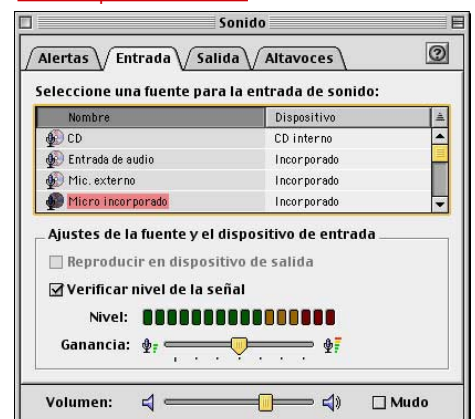 Sonido
Alertas Entrada Salida Altavoces ?
Seleccione una fuente para la entrada de sonido:
Nombre Dispositivo
CD CD interno
Entrada de audio Incorporado
Mic. externo Incorporado
Micro incorporado Incorporado
Ajustes de la fuente y el dispositivo de entrada
Reproducir en dispositivo de salida
Verificar nivel de la señal
Nivel:
Ganancia:
Volumen: Mudo